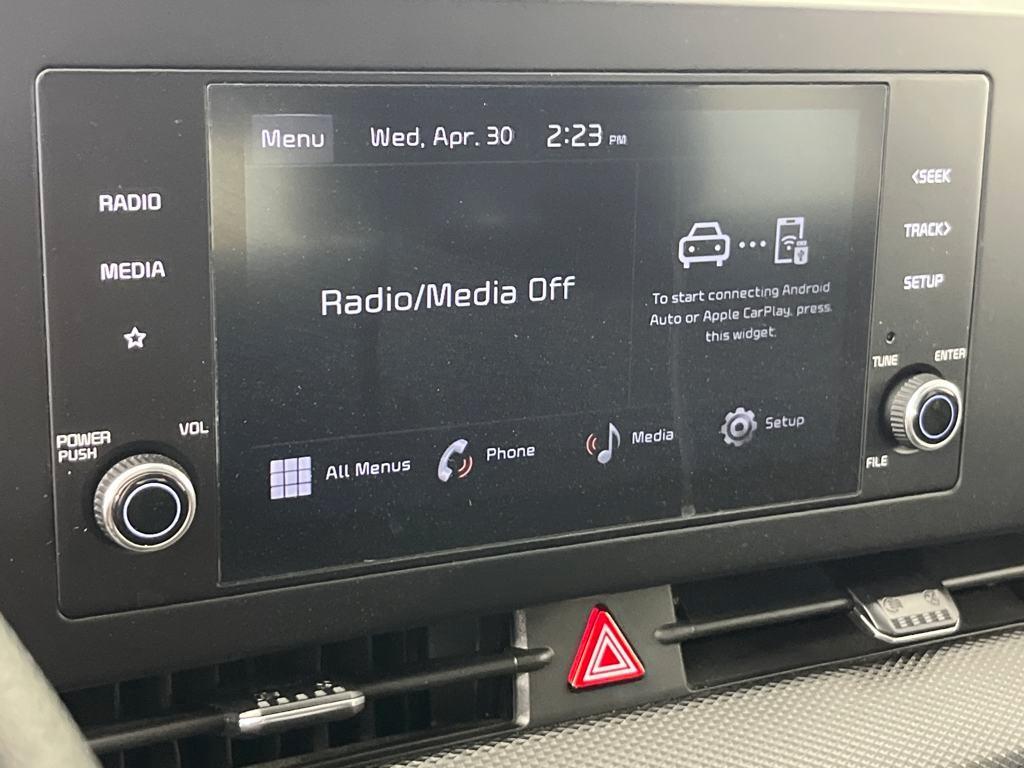 Menu
Wed, Apr. 30
2:23 PM
RADIO
MEDIA
POWER
PUSH
VOL
Radio/Media Off
To start connecting Android
Auto or Apple CarPlay, press
this widget.
All Menus
Phone
Media
Setup
<SEEK
TRACK>
SETUP
TUNE
ENTER
FILE